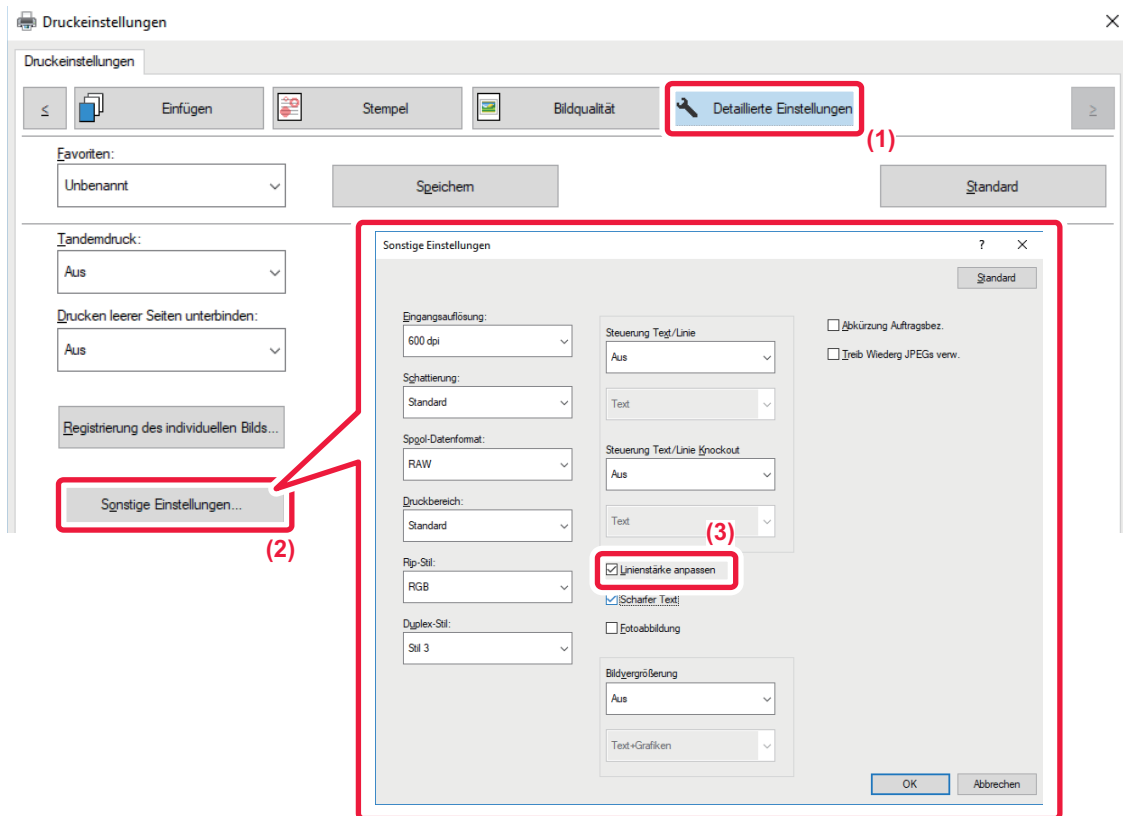 Druckeinstellungen
Druckeinstellungen
<
Einfügen
Stempel
Bildqualität
Detaillierte Einstellungen
>
(1)
Favoriten:
Unbenannt
Speichern
Standard
Tandemdruck:
Aus
Drucken leerer Seiten unterbinden:
Aus
Registrierung des individuellen Bilds...
Sonstige Einstellungen...
(2)
Sonstige Einstellungen
?
Standard
Eingangsauflösung:
600 dpi
Schattierung:
Standard
Spool-Datenformat:
RAW
Druckbereich:
Standard
Rip-Stil:
RGB
Duplex-Stil:
Stil 3
Steuerung Text/Linie
Aus
Text
Steuerung Text/Linie Knockout
Aus
Text
(3)
Linienstärke anpassen
Scharfer Text
Fotoabbildung
Bildvergrößerung
Aus
Text+Grafiken
Abkürzung Auftragsbez.
Treib Wiederg JPEGs verw.
OK
Abbrechen